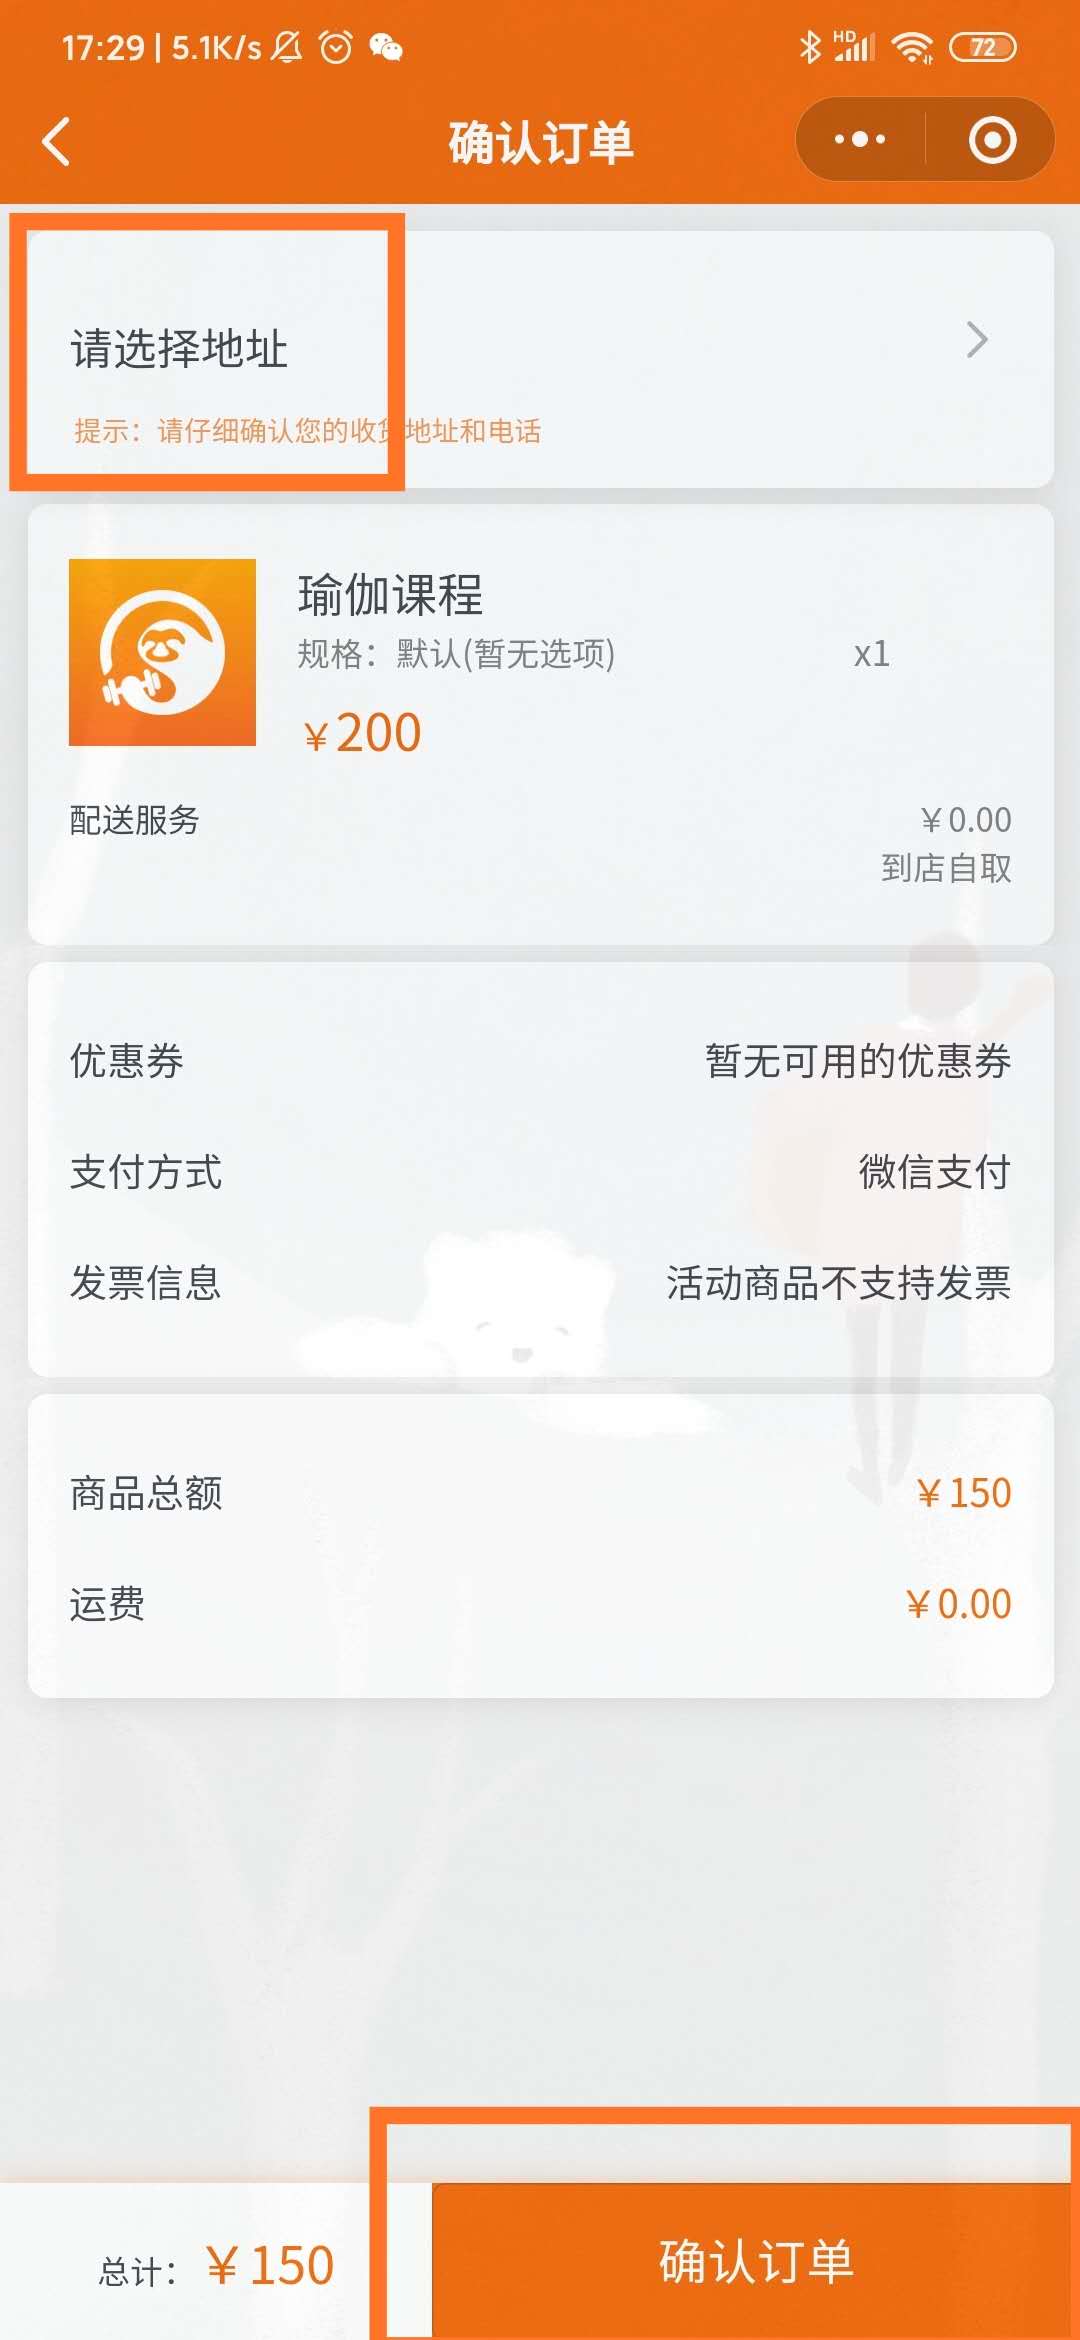 17:29 | 5.1K/s
HD
72
确认订单
请选择地址
提示：请仔细确认您的收货地址和电话
瑜伽课程
规格：默认(暂无选项)
x1
￥200
配送服务
￥0.00
到店自取
优惠券
暂无可用的优惠券
支付方式
微信支付
发票信息
活动商品不支持发票
商品总额
￥150
运费
￥0.00
总计：￥150
确认订单